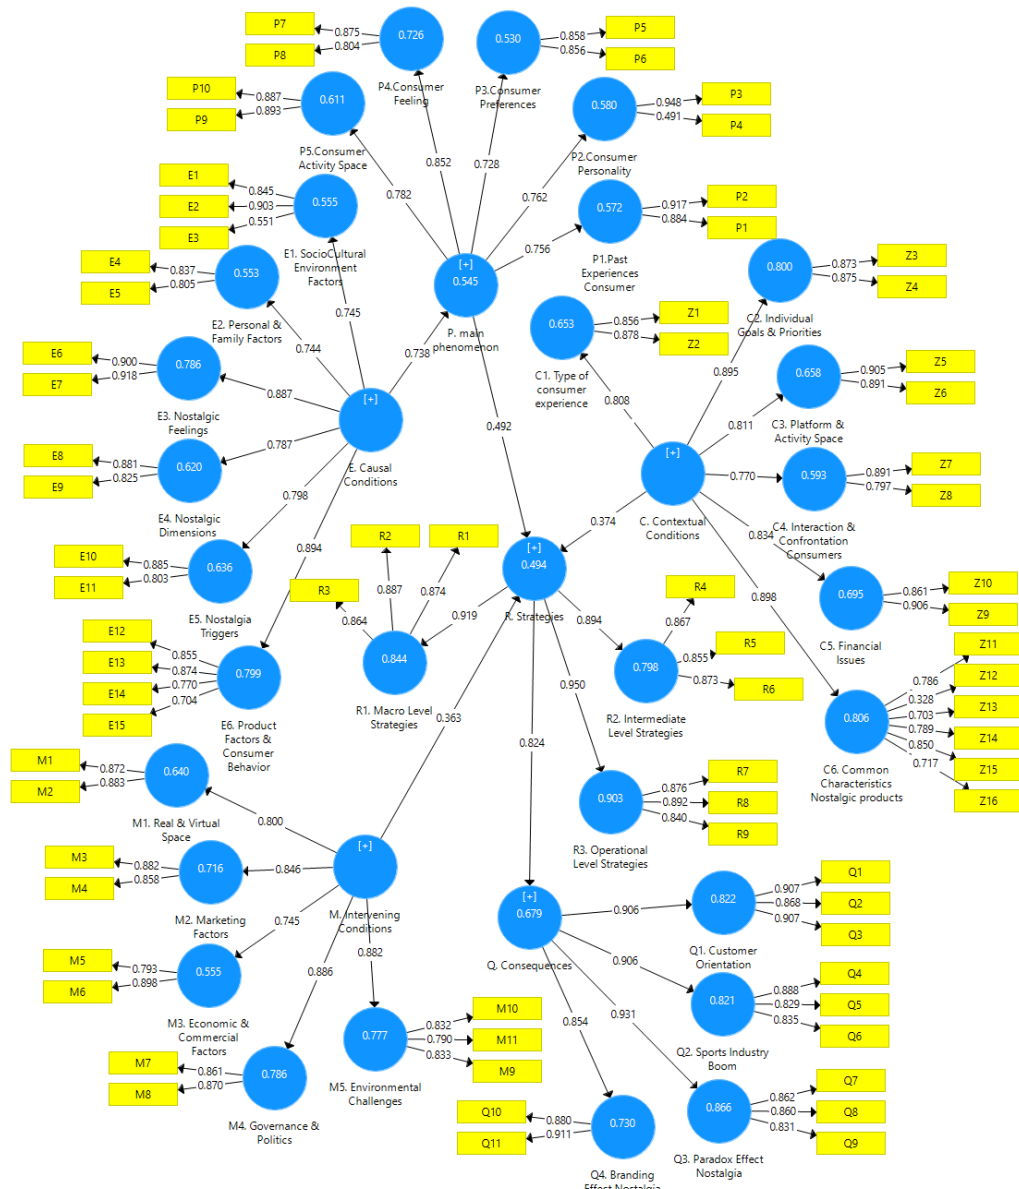 P7
0.875
P8
0.804
0.726
P4.Consumer
Feeling
0.530
P3.Consumer
Preferences
0.858
P5
0.856
P6
P10
0.887
P9
0.893
0.611
P5.Consumer
Activity Space
0.580
P2.Consumer
Personality
0.948
P3
0.491
P4
0.852
0.728
0.782
0.762
0.756
E1
0.845
E2
0.903
E3
0.551
0.555
E1. SocioCultural
Environment
Factors
0.572
P1.Past
Experiences
Consumer
0.917
P2
0.884
P1
E4
0.837
E5
0.805
0.553
E2. Personal &
Family Factors
[+]
0.545
P. main
phenomenon
0.800
C2. Individual
Goals & Priorities
0.873
Z3
0.875
Z4
0.745
0.744
0.738
0.653
C1. Type of
consumer
experience
0.856
Z1
0.878
Z2
E6
0.900
E7
0.918
0.786
E3. Nostalgic
Feelings
0.887
0.895
0.808
0.811
0.658
C3. Platform &
Activity Space
0.905
Z5
0.891
Z6
[+]
E. Causal
Conditions
0.492
E8
0.881
E9
0.825
0.620
E4. Nostalgic
Dimensions
0.787
0.798
0.894
[+]
C. Contextual
Conditions
0.770
0.593
C4. Interaction &
Confrontation
Consumers
0.891
Z7
0.797
Z8
0.374
0.834
0.898
E10
0.885
E11
0.803
0.636
E5. Nostalgia
Triggers
R2
R1
R3
0.887
0.874
0.864
[+]
0.494
R. Strategies
0.919
0.894
R4
0.867
0.695
C5. Financial
Issues
0.861
Z10
0.906
Z9
E12
0.855
E13
0.874
E14
0.770
E15
0.704
0.799
E6. Product
Factors &
Consumer
Behavior
0.844
R1. Macro Level
Strategies
0.798
R2. Intermediate
Level Strategies
0.855
R5
0.873
R6
0.806
C6. Common
Characteristics
Nostalgic products
0.786
Z11
0.328
Z12
0.703
Z13
0.789
Z14
0.850
Z15
0.717
Z16
0.950
0.363
0.824
M1
0.872
M2
0.883
0.640
M1. Real & Virtual
Space
0.800
0.903
R3. Operational
Level Strategies
0.876
R7
0.892
R8
0.840
R9
M3
0.882
M4
0.858
0.716
M2. Marketing
Factors
0.846
[+]
M. Intervening
Conditions
0.745
0.882
0.886
[+]
0.679
Q. Consequences
0.906
0.906
0.931
0.854
0.822
Q1. Customer
Orientation
0.907
Q1
0.868
Q2
0.907
Q3
M5
0.793
M6
0.898
0.555
M3. Economic &
Commercial
Factors
0.821
Q2. Sports Industry
Boom
0.888
Q4
0.829
Q5
0.835
Q6
0.777
M5. Environmental
Challenges
0.832
M10
0.790
M11
0.833
M9
M7
0.861
M8
0.870
0.786
M4. Governance &
Politics
Q10
0.880
Q11
0.911
0.730
Q4. Branding
Effect Nostalgia
0.866
Q3. Paradox Effect
Nostalgia
0.862
Q7
0.860
Q8
0.831
Q9